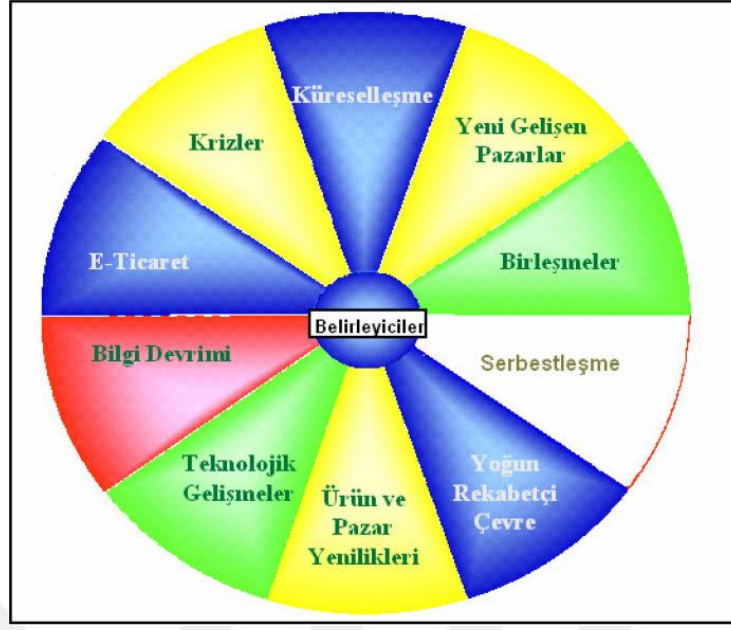 Küreselleşme
Yeni Gelişen
Pazarlar
Birleşmeler
Serbestleşme
Yoğun
Rekabetçi
Çevre
Ürün ve
Pazar
Yenilikleri
Teknolojik
Gelişmeler
Bilgi Devrimi
E-Ticaret
Krizler
Belirleyiciler